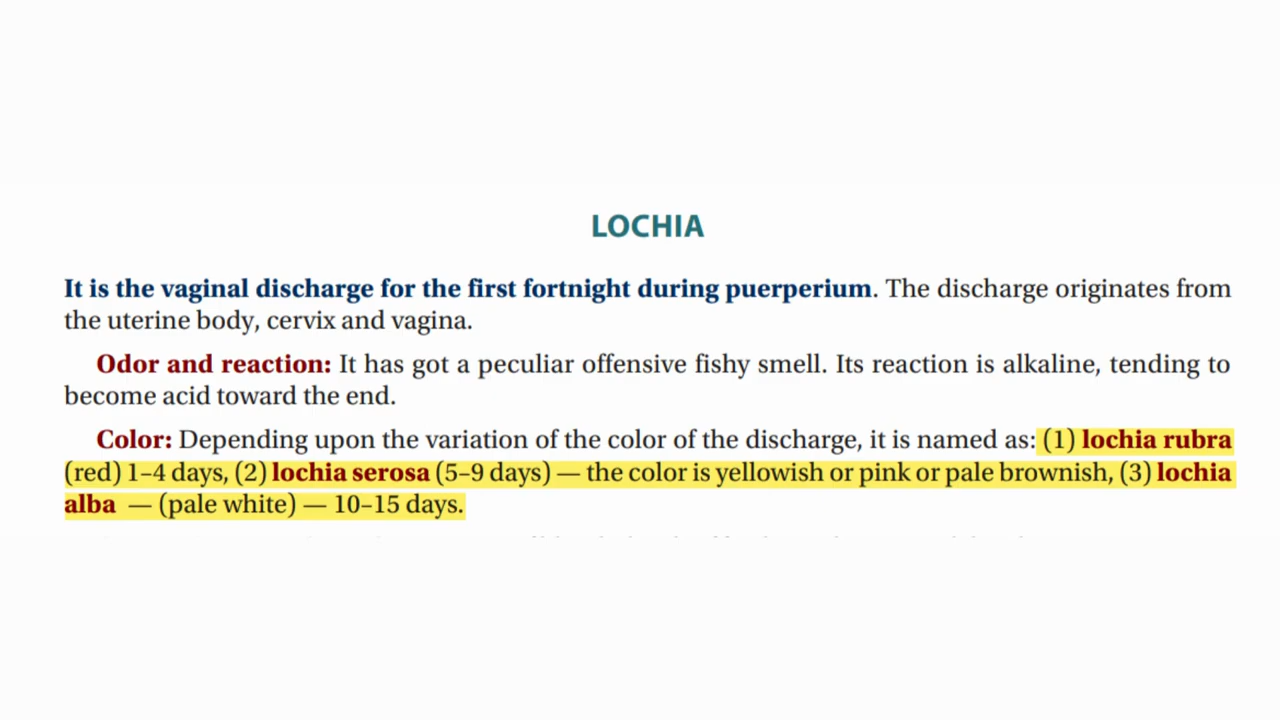 LOCHIA
It is the vaginal discharge for the first fortnight during puerperium. The discharge originates from
the uterine body, cervix and vagina.
Odor and reaction: It has got a peculiar offensive fishy smell. Its reaction is alkaline, tending to
become acid toward the end.
Color: Depending upon the variation of the color of the discharge, it is named as: (1) lochia rubra
(red) 1–4 days, (2) lochia serosa (5–9 days) — the color is yellowish or pink or pale brownish, (3) lochia
alba — (pale white) — 10–15 days.